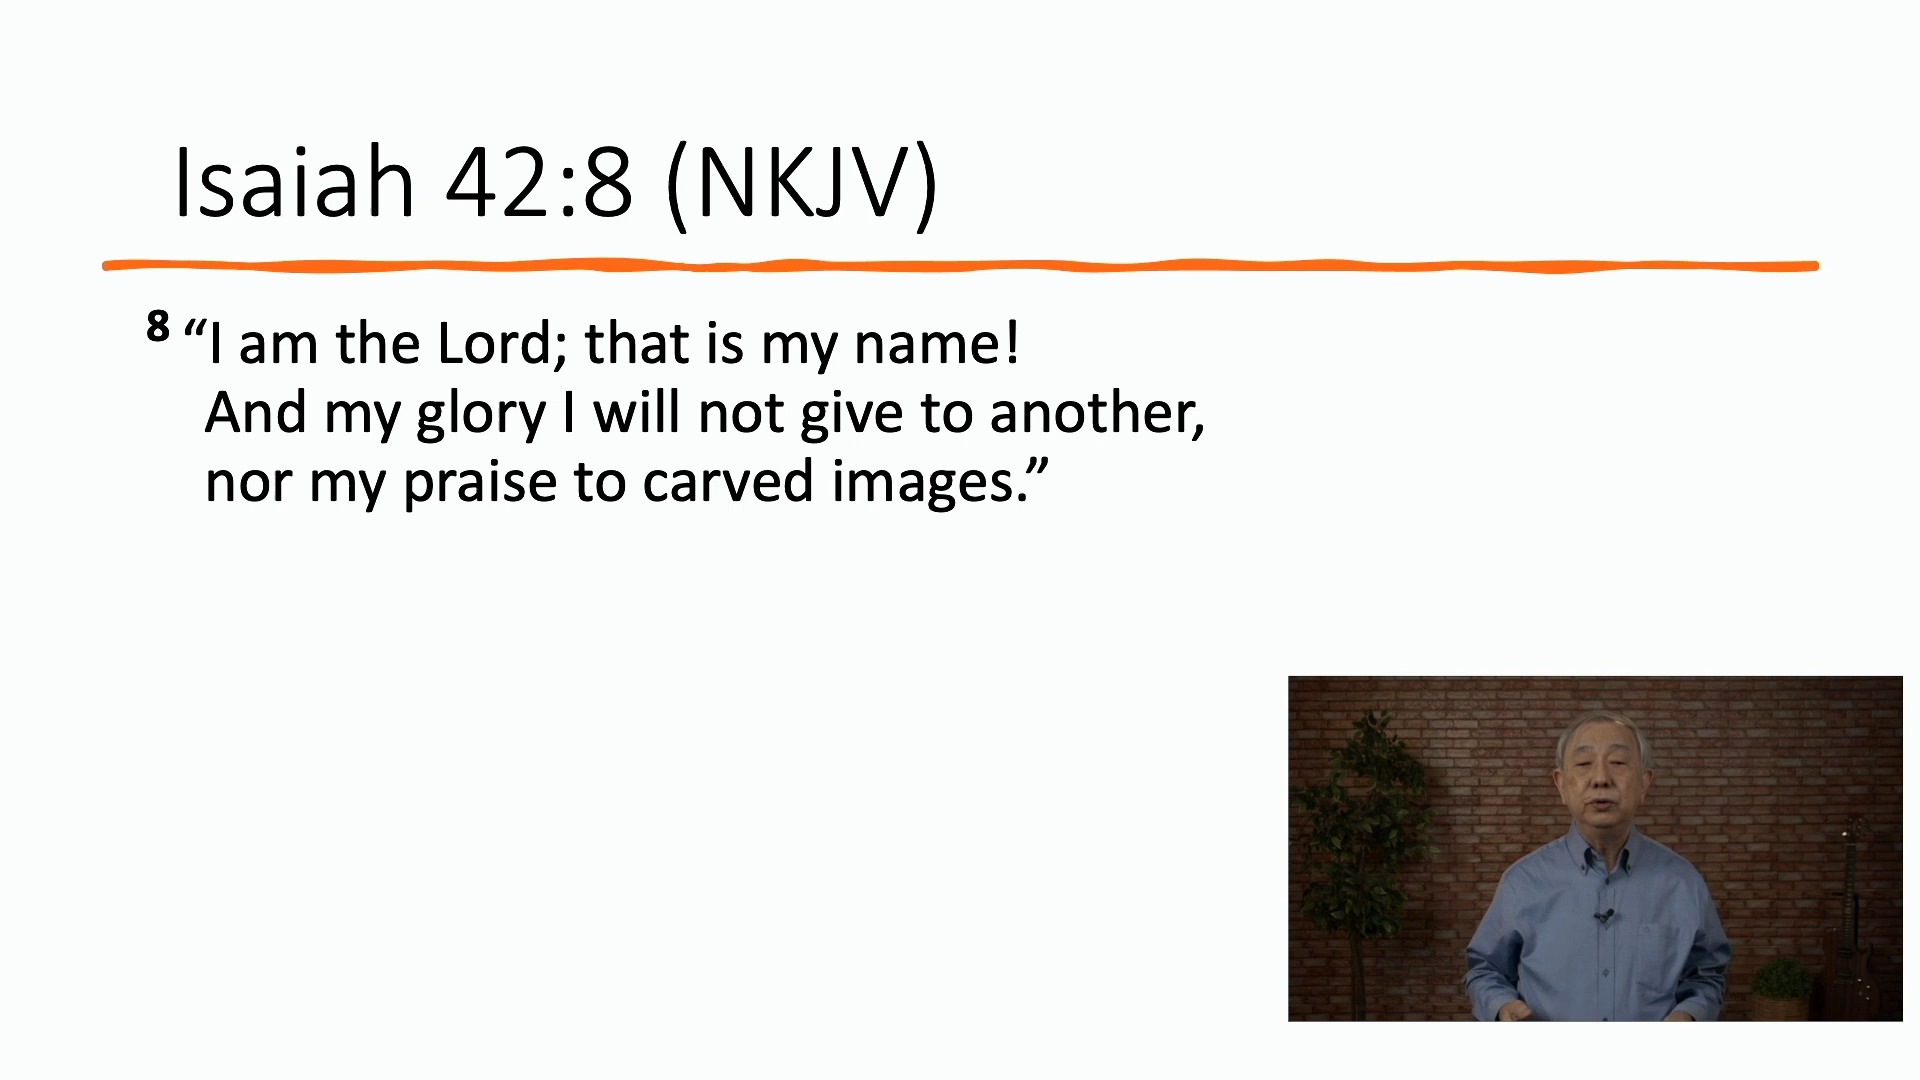 Isaiah 42:8 (NKJV)
8 “I am the Lord; that is my name!
And my glory I will not give to another,
nor my praise to carved images.”